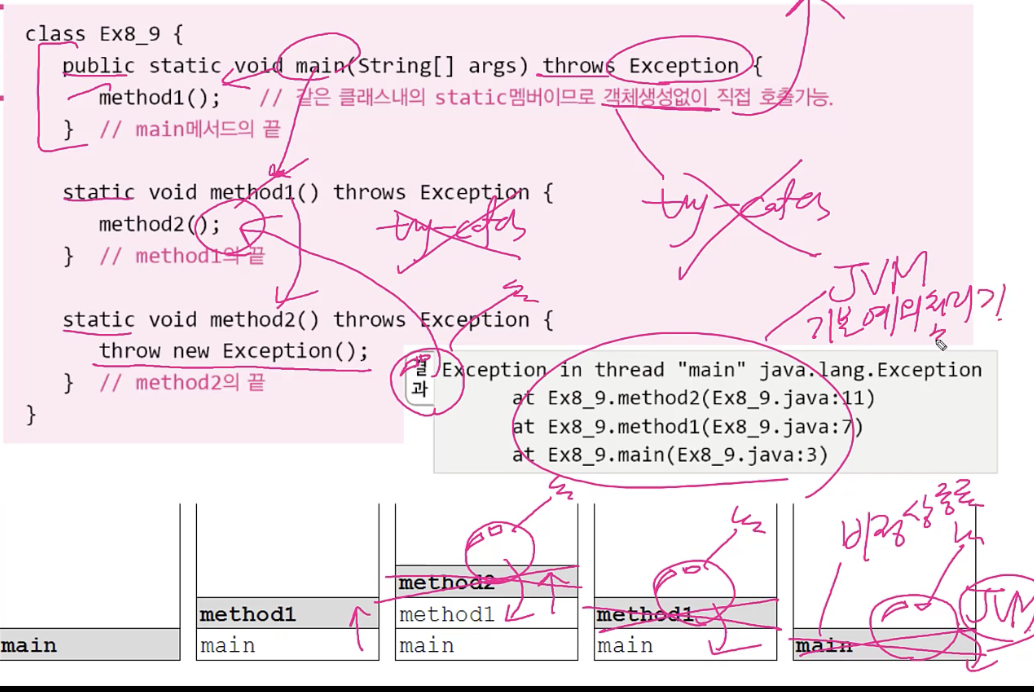 class Ex8_9 {
public static void main(String[] args) throws Exception {
method1(); // 같은 클래스내의 static멤버이므로 객체생성없이 직접 호출가능.
} // main메서드의 끝
static void method1() throws Exception {
method2();
try-catch
try-catch
} // method1의 끝
JVM
기본예외처리기
static void method2() throws Exception {
throw new Exception();
} // method2의 끝
}
결과
Exception in thread "main" java.lang.Exception
at Ex8_9.method2(Ex8_9.java:11)
at Ex8_9.method1(Ex8_9.java:7)
at Ex8_9.main(Ex8_9.java:3)
비정상종료
method2
method1 method1 method1 JVM
main main main main main